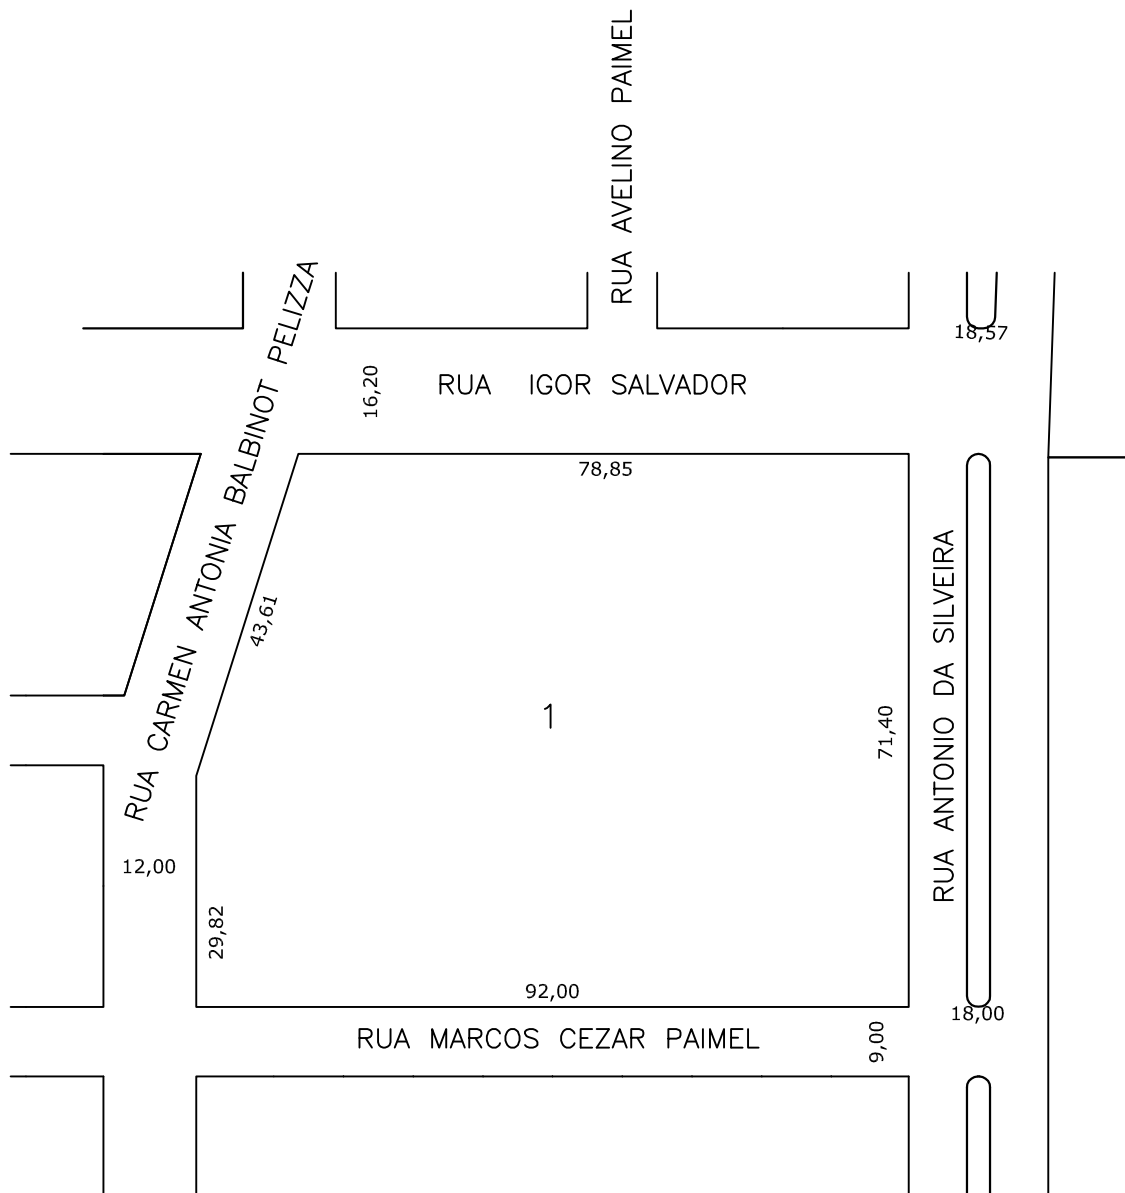 RUA AVELINO PAIMEL
RUA CARMEN ANTONIA BALBINOT PELIZZA
18,57
16,20
RUA IGOR SALVADOR
78,85
43,61
RUA ANTONIO DA SILVEIRA
1
71,40
12,00
29,82
92,00
18,00
RUA MARCOS CEZAR PAIMEL
9,00